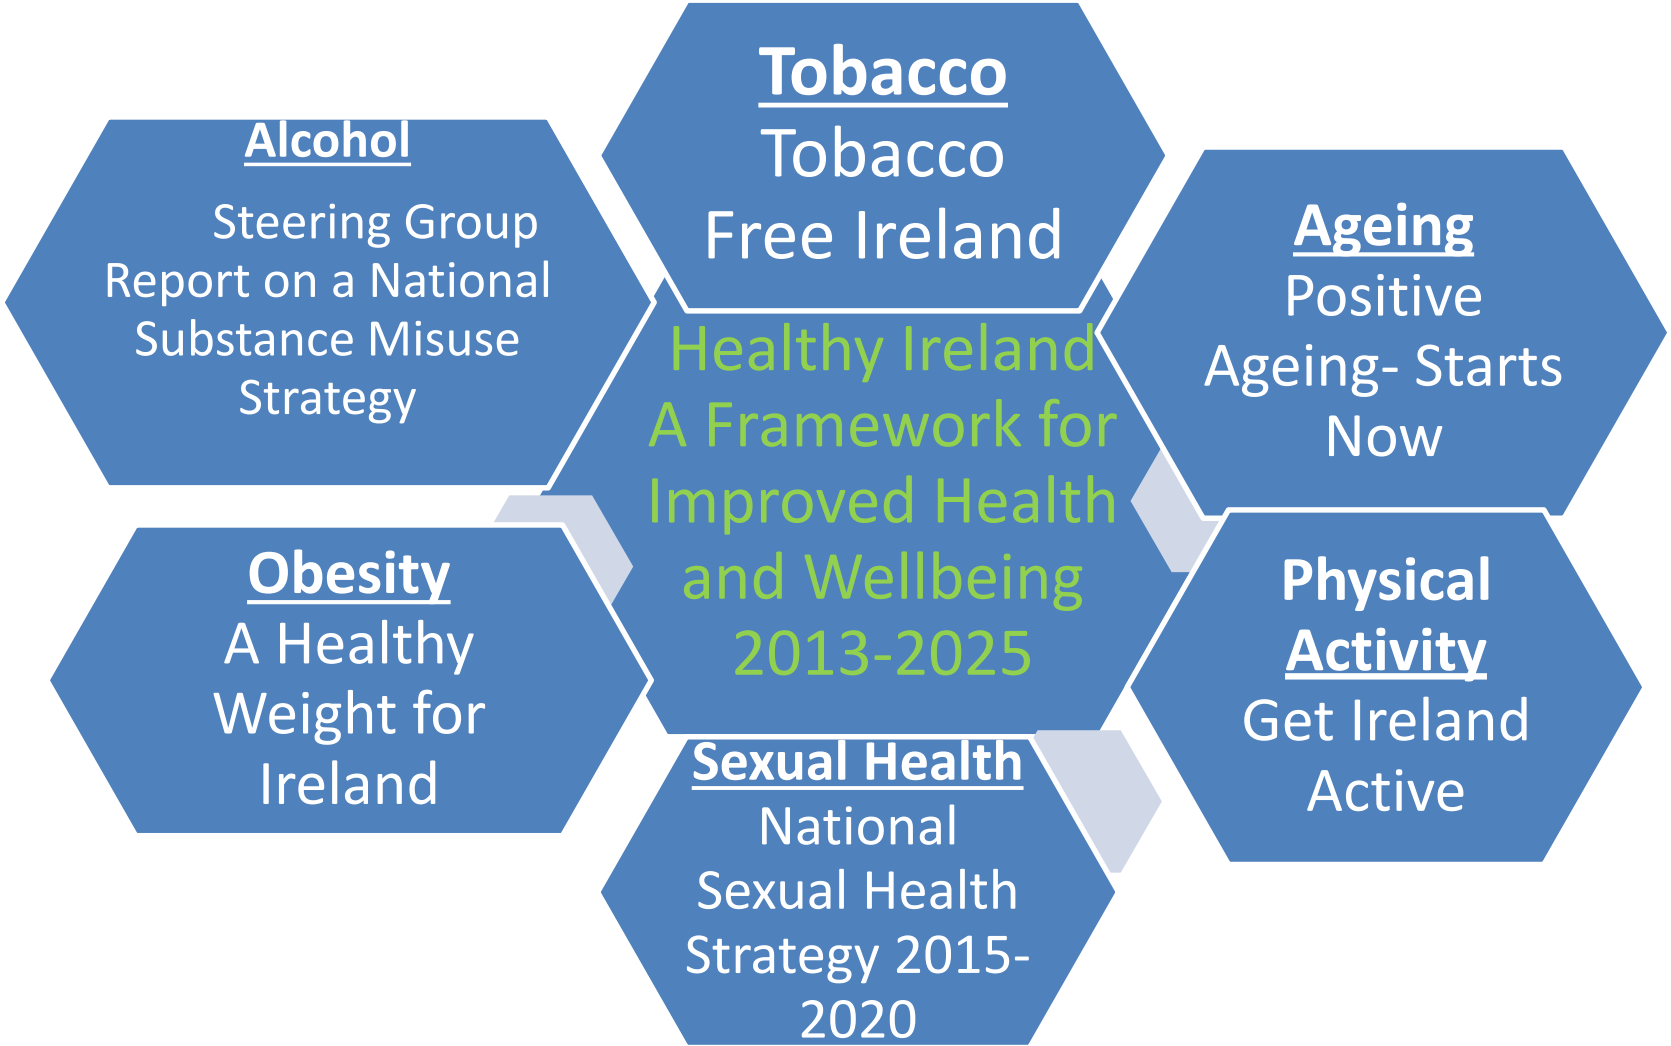 Tobacco
Tobacco
Free Ireland
Alcohol
Steering Group
Report on a National
Substance Misuse
Strategy
Ageing
Positive
Ageing- Starts
Now
Healthy Ireland
A Framework for
Improved Health
and Wellbeing
2013-2025
Obesity
A Healthy
Weight for
Ireland
Physical
Activity
Get Ireland
Active
Sexual Health
National
Sexual Health
Strategy 2015-
2020